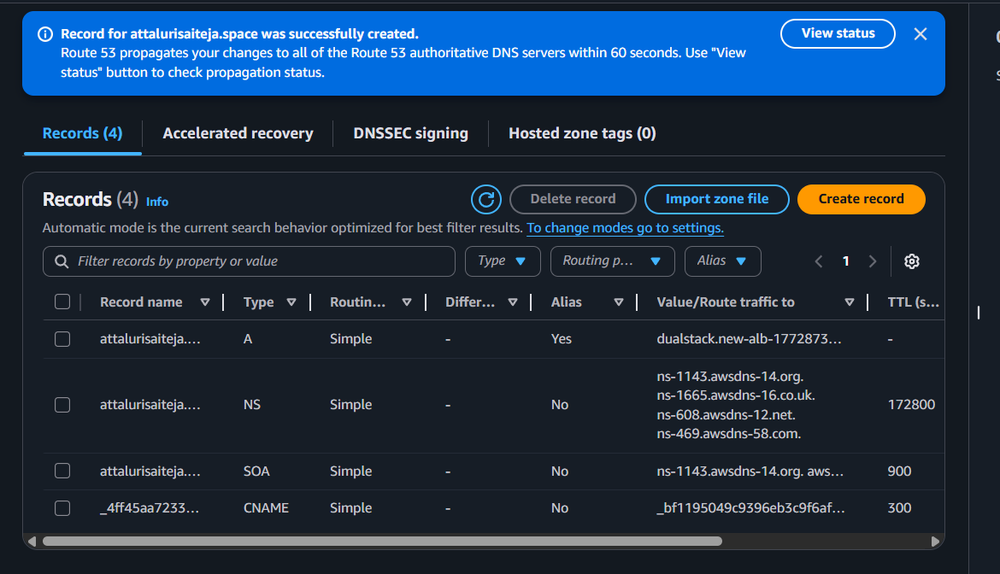 Record for attalurisaiteja.space was successfully created.
Route 53 propagates your changes to all of the Route 53 authoritative DNS servers within 60 seconds. Use "View
status" button to check propagation status.
View status
Records (4)
Accelerated recovery
DNSSEC signing
Hosted zone tags (0)
Records (4) Info
Delete record
Import zone file
Create record
Automatic mode is the current search behavior optimized for best filter results. To change modes go to settings.
Filter records by property or value
Type
Routing p...
Alias
1
Record name Type Routin... Differ... Alias Value/Route traffic to TTL (s...
attalurisaiteja.... A Simple - Yes dualstack.new-alb-1772873... -
ns-1143.awsdns-14.org.
ns-1665.awsdns-16.co.uk.
attalurisaiteja.... NS Simple - No 172800
ns-608.awsdns-12.net.
ns-469.awsdns-58.com.
attalurisaiteja.... SOA Simple - No ns-1143.awsdns-14.org. aws... 900
_4ff45aa7233... CNAME Simple - No _bf1195049c9396eb3c9f6af... 300